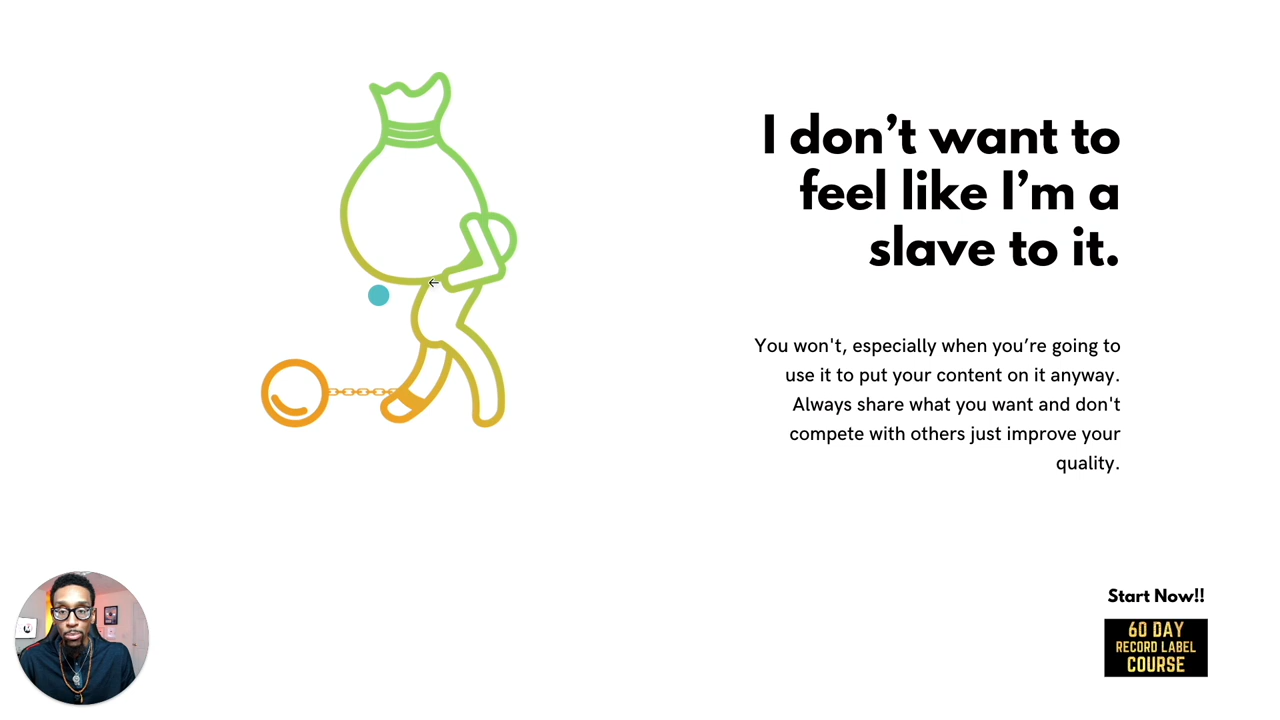 I don’t want to
feel like I’m a
slave to it.
You won't, especially when you’re going to
use it to put your content on it anyway.
Always share what you want and don't
compete with others just improve your
quality.
Start Now!!
60 DAY
RECORD LABEL
COURSE